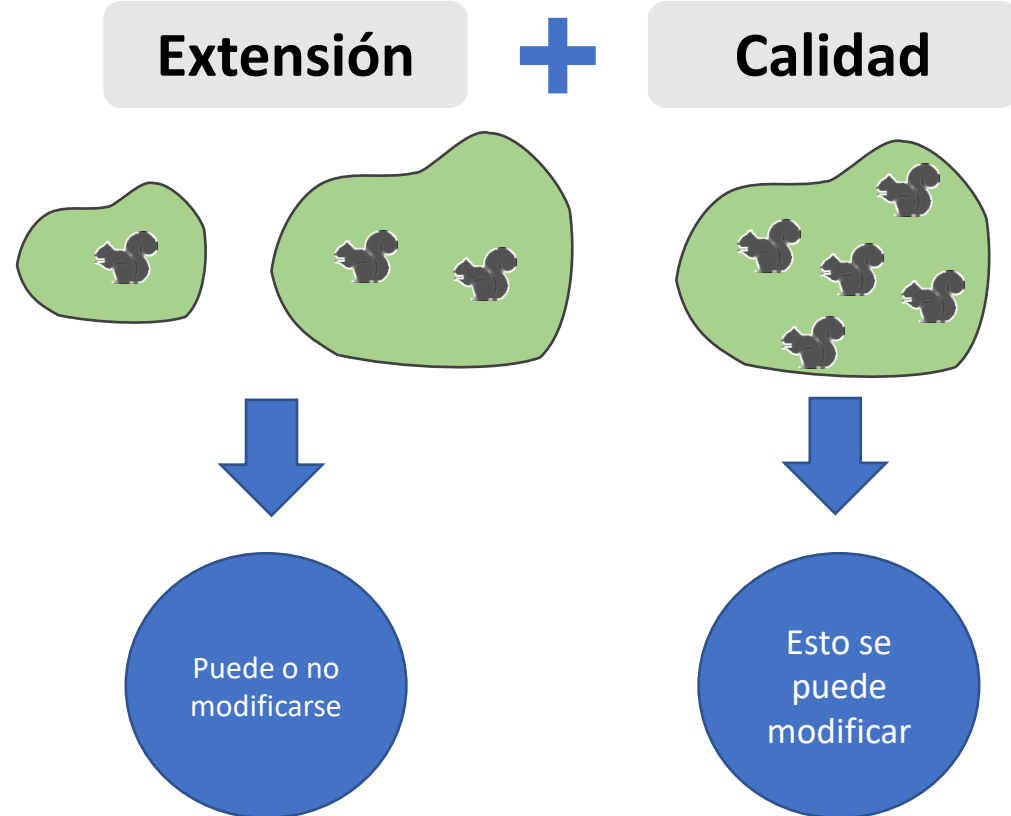 Extensión
Calidad
Puede o no
modificarse
Esto se
puede
modificar